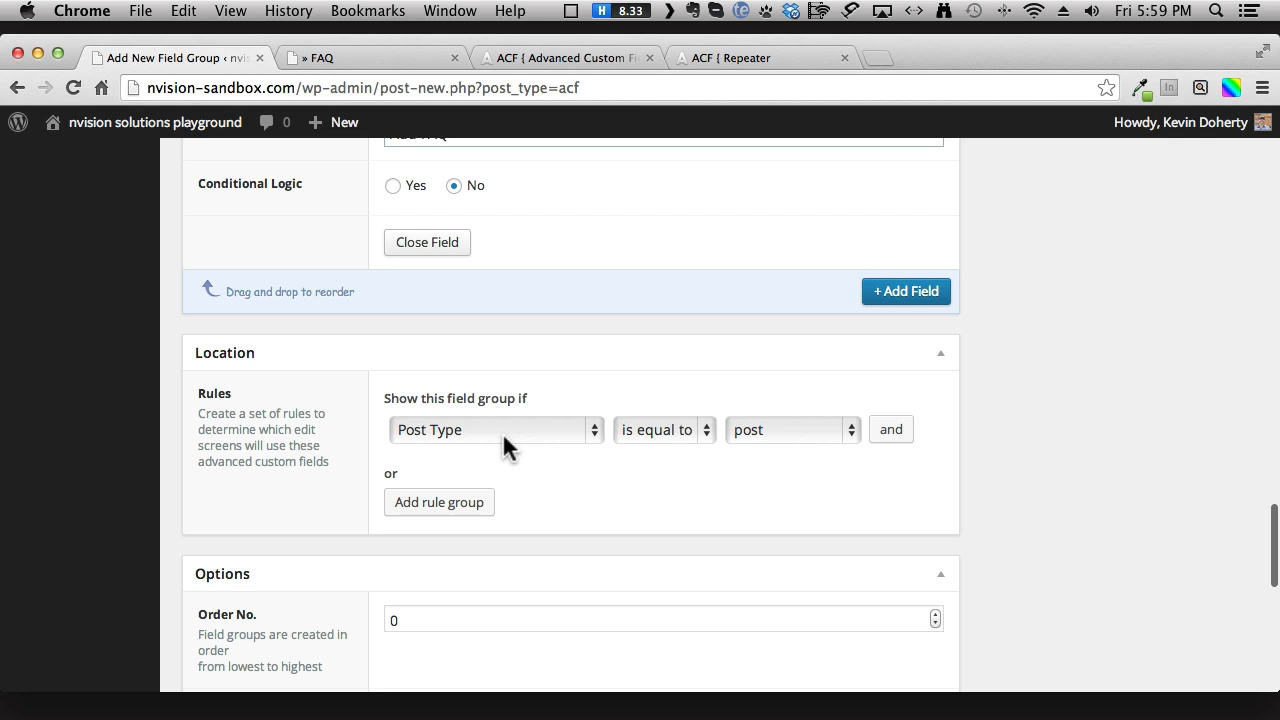 Chrome File Edit View History Bookmarks Window Help H 8.33 Fri 5:59 PM
Add New Field Group ‹ nvi » FAQ ACF { Advanced Custom Fi ACF { Repeater
nvision-sandbox.com/wp-admin/post-new.php?post_type=acf
nvision solutions playground 0 + New Howdy, Kevin Doherty
Conditional Logic Yes No
Close Field
Drag and drop to reorder + Add Field
Location
Rules
Create a set of rules to
determine which edit
screens will use these
advanced custom fields
Show this field group if
Post Type is equal to post and
or
Add rule group
Options
Order No.
Field groups are created in
order
from lowest to highest
0